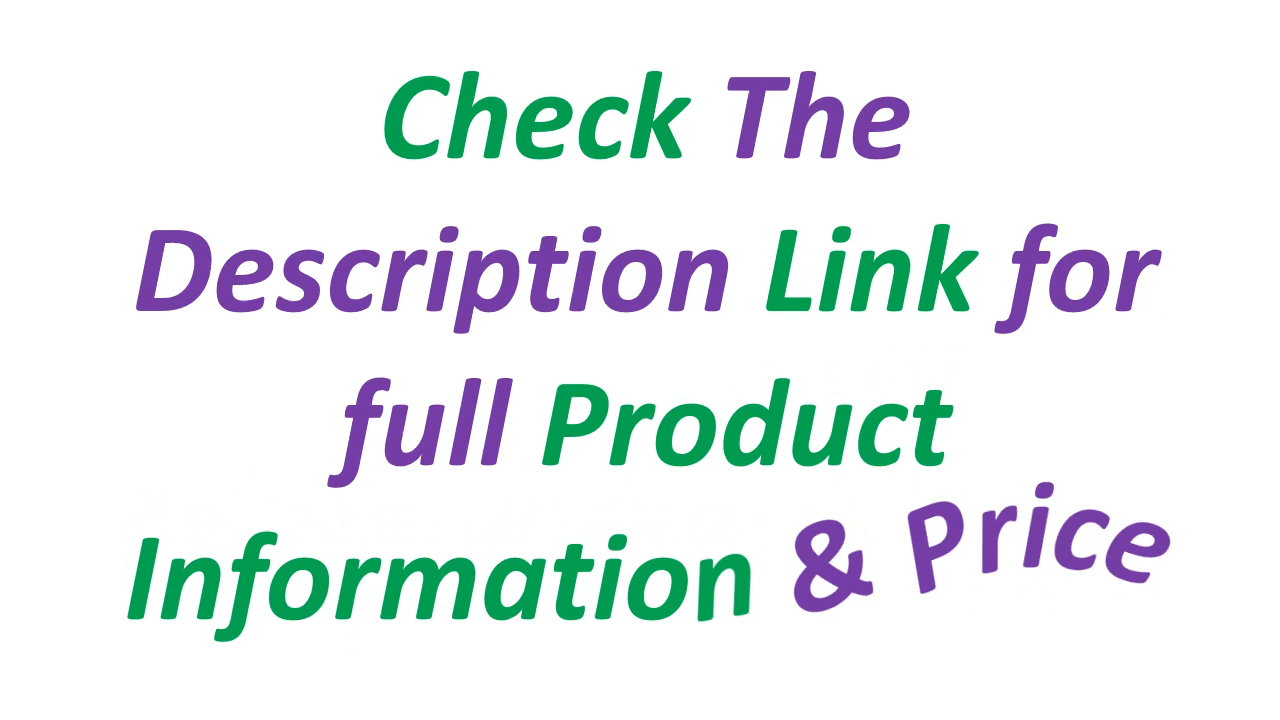 Check The
Description Link for
full Product
Information & Price